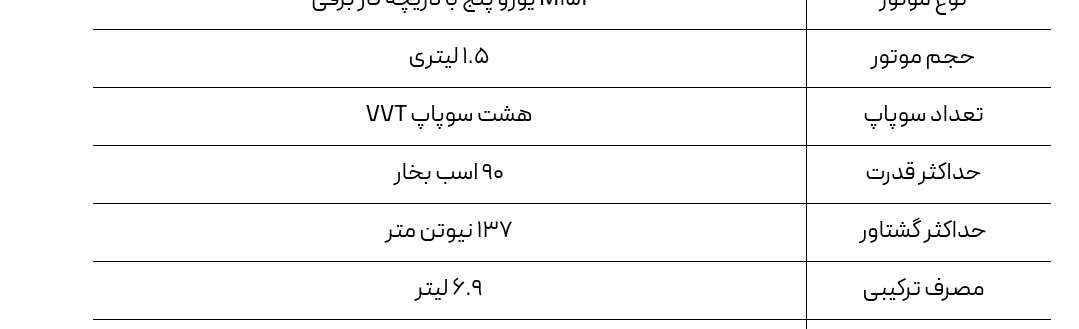 نوع موتور M15I یورو پنج با دریچه گاز برقی
حجم موتور ۱.۵ لیتری
تعداد سوپاپ هشت سوپاپ VVT
حداکثر قدرت ۹۰ اسب بخار
حداکثر گشتاور ۱۳۷ نیوتن متر
مصرف ترکیبی ۶.۹ لیتر